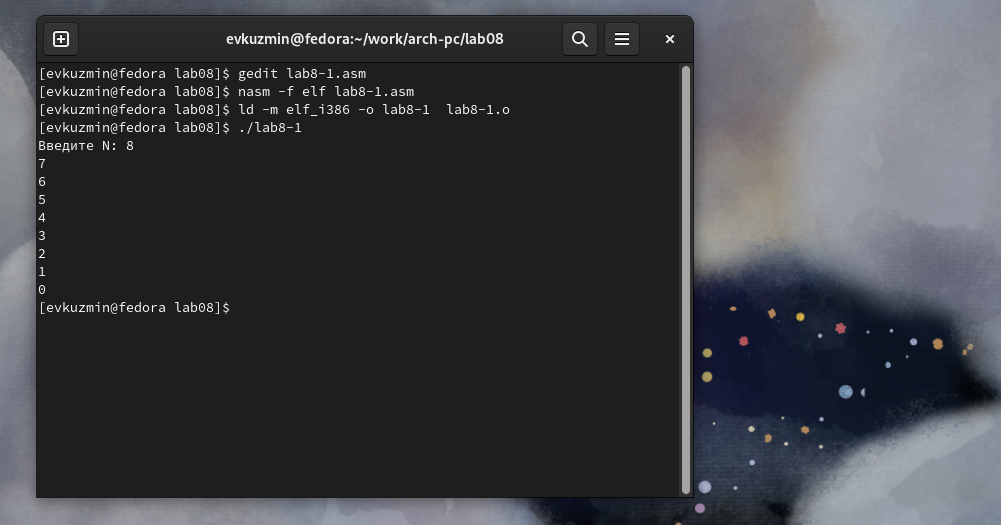 evkuzmin@fedora:~/work/arch-pc/lab08
[evkuzmin@fedora lab08]$ gedit lab8-1.asm
[evkuzmin@fedora lab08]$ nasm -f elf lab8-1.asm
[evkuzmin@fedora lab08]$ ld -m elf_i386 -o lab8-1  lab8-1.o
[evkuzmin@fedora lab08]$ ./lab8-1
Введите N: 8
7
6
5
4
3
2
1
0
[evkuzmin@fedora lab08]$